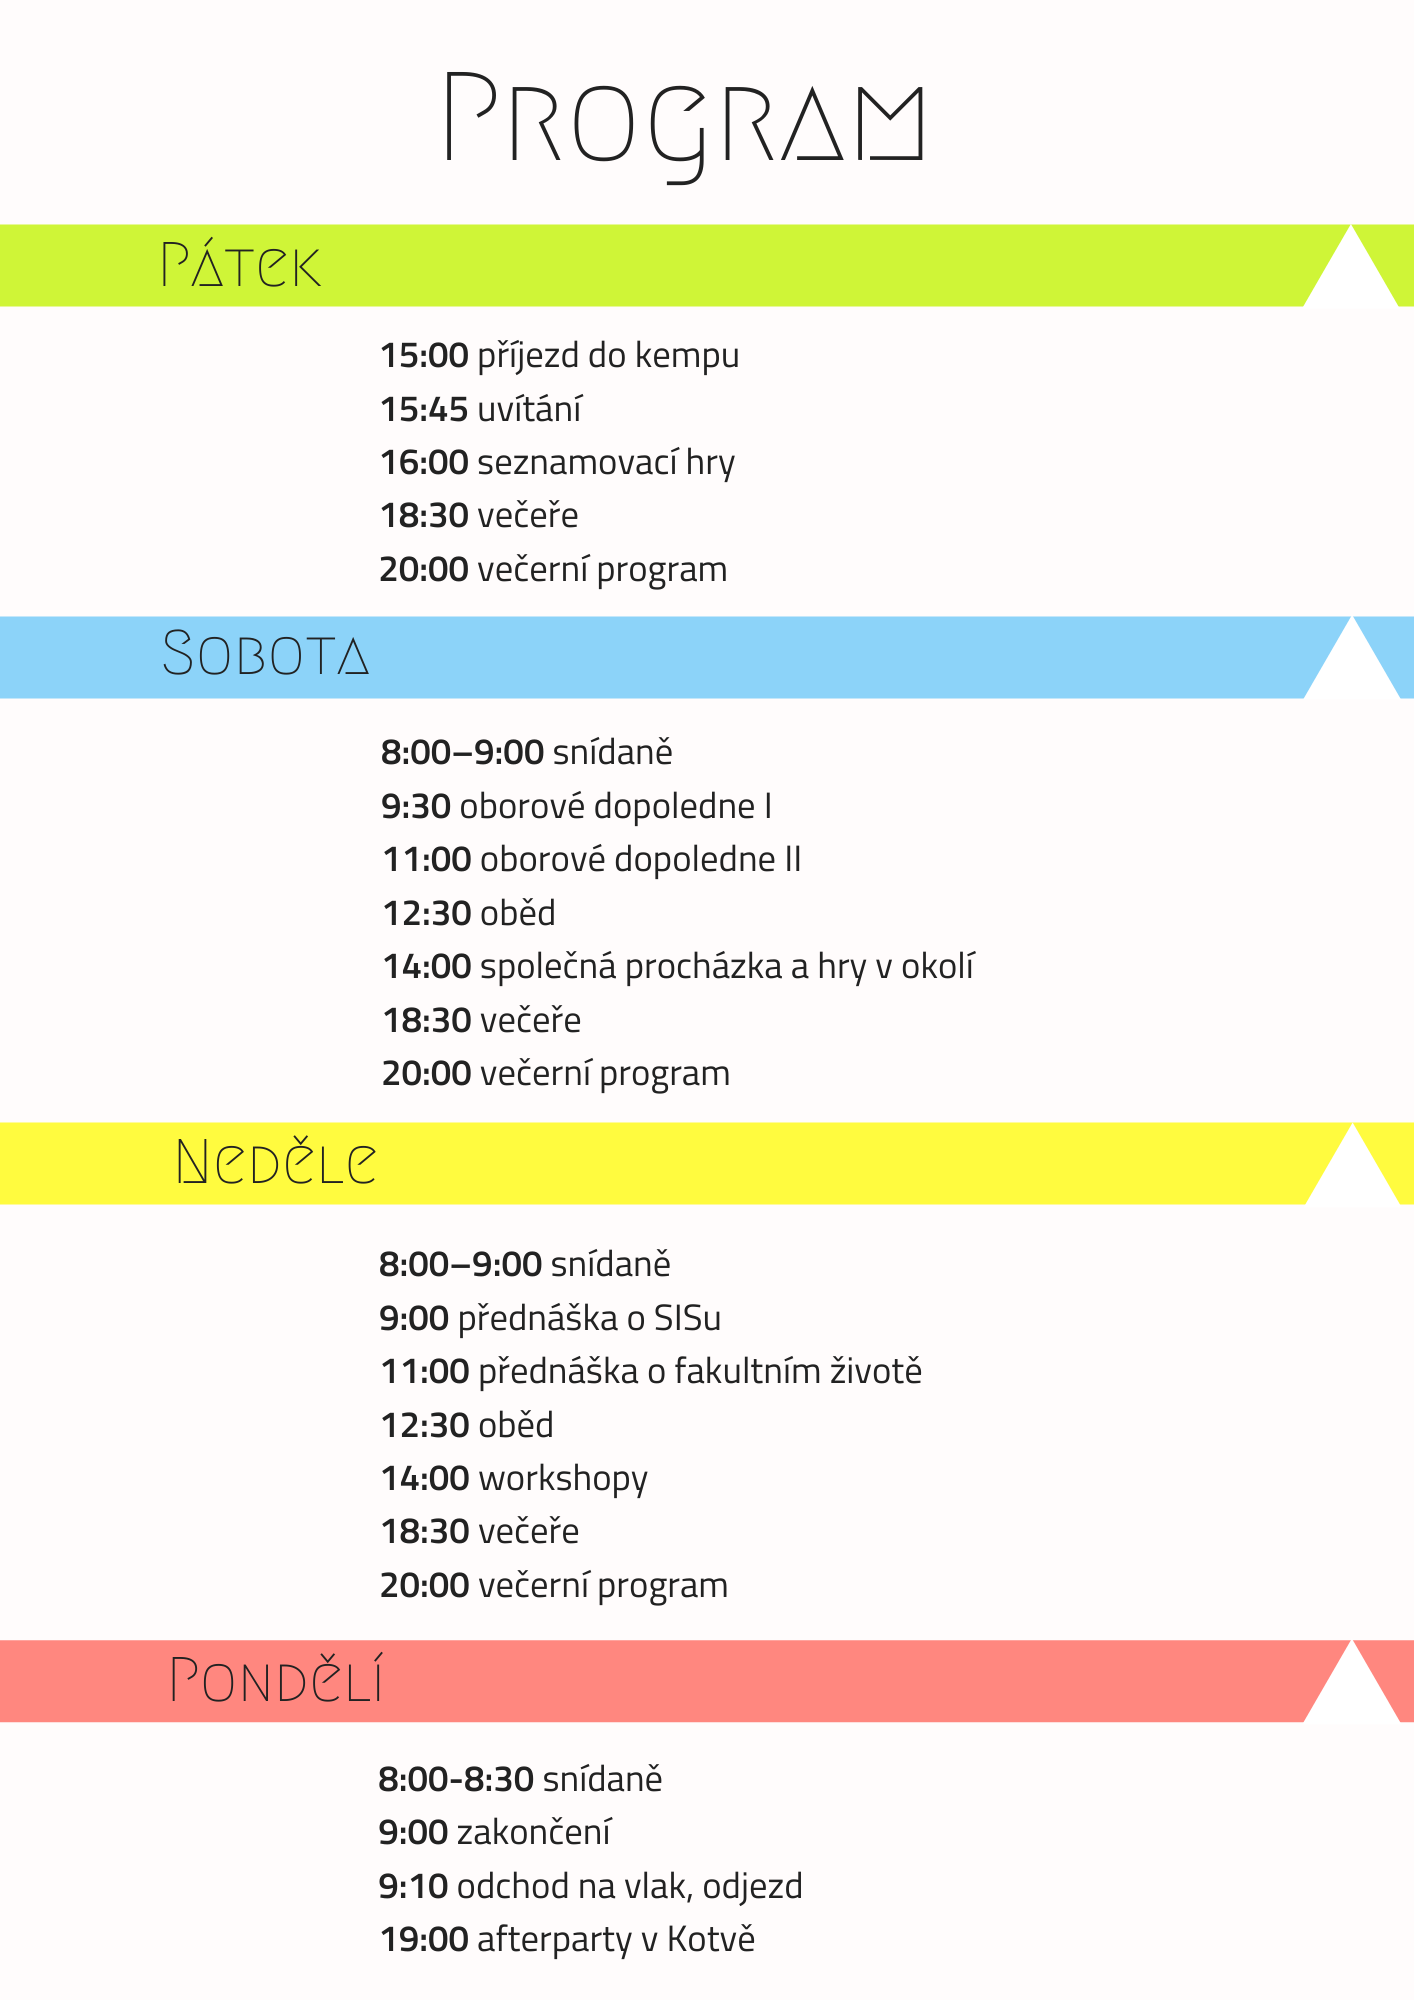 Program
Pátek
15:00 příjezd do kempu
15:45 uvítání
16:00 seznamovací hry
18:30 večeře
20:00 večerní program
Sobota
8:00–9:00 snídaně
9:30 oborové dopoledne I
11:00 oborové dopoledne II
12:30 oběd
14:00 společná procházka a hry v okolí
18:30 večeře
20:00 večerní program
Neděle
8:00–9:00 snídaně
9:00 přednáška o SISu
11:00 přednáška o fakultním životě
12:30 oběd
14:00 workshopy
18:30 večeře
20:00 večerní program
Pondělí
8:00-8:30 snídaně
9:00 zakončení
9:10 odchod na vlak, odjezd
19:00 afterparty v Kotvě